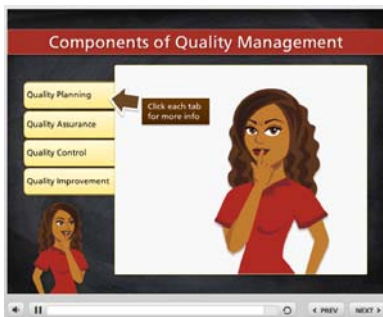 Components of Quality Management
Quality Planning
Click each tab
for more info
Quality Assurance
Quality Control
Quality Improvement
< PREV
NEXT >